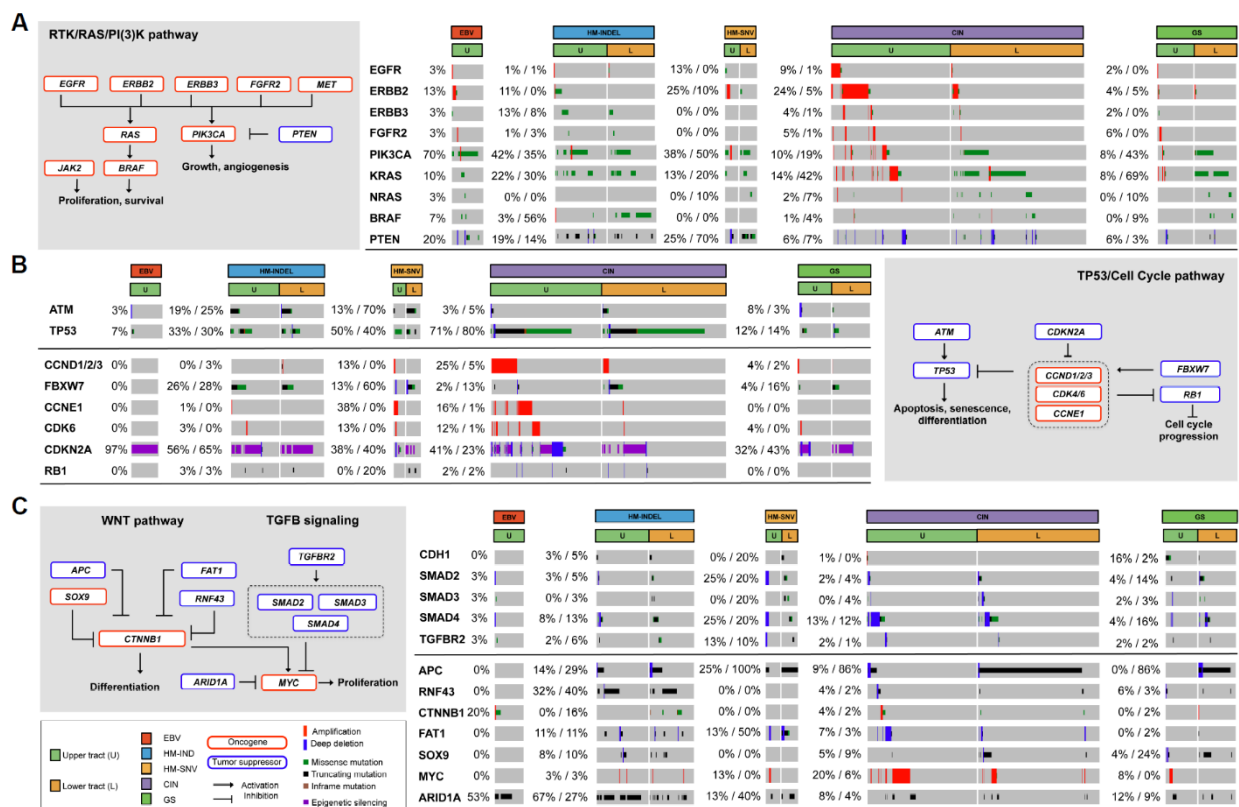 A
RTK/RAS/PI(3)K pathway
EGFR ERBB2 ERBB3 FGFR2 MET
RAS PIK3CA PTEN
JAK2 BRAF Growth, angiogenesis
Proliferation, survival
EBV HM-INDEL HM-SNV CIN GS
U U L U L U L U L
EGFR 3% 1% / 1% 13% / 0% 9% / 1% 2% / 0%
ERBB2 13% 11% / 0% 25% / 10% 24% / 5% 4% / 5%
ERBB3 3% 13% / 8% 0% / 0% 4% / 1% 2% / 0%
FGFR2 3% 1% / 3% 0% / 0% 5% / 1% 6% / 0%
PIK3CA 70% 42% / 35% 38% / 50% 10% / 19% 8% / 43%
KRAS 10% 22% / 30% 13% / 20% 14% / 42% 8% / 69%
NRAS 3% 0% / 0% 0% / 10% 2% / 7% 0% / 10%
BRAF 7% 3% / 56% 0% / 0% 1% / 4% 0% / 9%
PTEN 20% 19% / 14% 25% / 70% 6% / 7% 6% / 3%
B
EBV HM-INDEL HM-SNV CIN GS
U U L U L U L U L
ATM 3% 19% / 25% 13% / 70% 3% / 5% 8% / 3%
TP53 7% 33% / 30% 50% / 40% 71% / 80% 12% / 14%
CCND1/2/3 0% 0% / 3% 13% / 0% 25% / 5% 4% / 2%
FBXW7 0% 26% / 28% 13% / 60% 2% / 13% 4% / 16%
CCNE1 0% 1% / 0% 38% / 0% 16% / 1% 0% / 0%
CDK6 0% 3% / 0% 13% / 0% 12% / 1% 4% / 0%
CDKN2A 97% 56% / 65% 38% / 40% 41% / 23% 32% / 43%
RB1 0% 3% / 3% 0% / 20% 2% / 2% 0% / 0%
TP53/Cell Cycle pathway
ATM CDKN2A
TP53 CCND1/2/3 FBXW7
CDK4/6 RB1
CCNE1
Apoptosis, senescence,
differentiation
Cell cycle
progression
C
WNT pathway TGFB signaling
APC FAT1 TGFBR2
SOX9 RNF43 SMAD2 SMAD3
SMAD4
CTNNB1
Differentiation ARID1A MYC Proliferation
Upper tract (U)
Lower tract (L)
EBV
HM-IND
HM-SNV
CIN
GS
Oncogene
Tumor suppressor
Activation
Inhibition
Amplification
Deep deletion
Missense mutation
Truncating mutation
Inframe mutation
Epigenetic silencing
EBV HM-INDEL HM-SNV CIN GS
U U L U L U L U L
CDH1 0% 3% / 5% 0% / 20% 1% / 0% 16% / 2%
SMAD2 3% 3% / 5% 25% / 20% 2% / 4% 4% / 14%
SMAD3 3% 0% / 3% 0% / 20% 0% / 4% 2% / 3%
SMAD4 3% 8% / 13% 25% / 20% 13% / 12% 4% / 16%
TGFBR2 3% 2% / 6% 13% / 10% 2% / 1% 2% / 2%
APC 0% 14% / 29% 25% / 100% 9% / 86% 0% / 86%
RNF43 0% 32% / 40% 0% / 0% 4% / 2% 6% / 3%
CTNNB1 20% 0% / 16% 0% / 0% 4% / 2% 0% / 2%
FAT1 0% 11% / 11% 13% / 50% 7% / 3% 0% / 2%
SOX9 0% 8% / 10% 0% / 0% 5% / 9% 4% / 24%
MYC 0% 3% / 3% 13% / 0% 20% / 6% 8% / 0%
ARID1A 53% 67% / 27% 13% / 40% 8% / 4% 12% / 9%